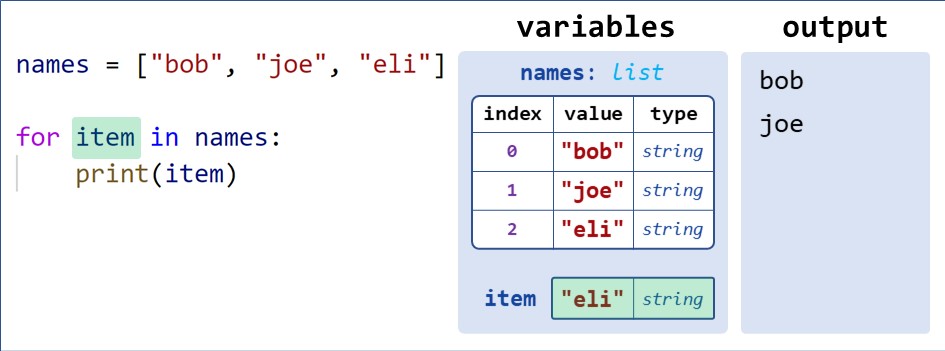 names = ["bob", "joe", "eli"]
for item in names:
    print(item)
variables
names: list
index value type
0 "bob" string
1 "joe" string
2 "eli" string
item "eli" string
output
bob
joe